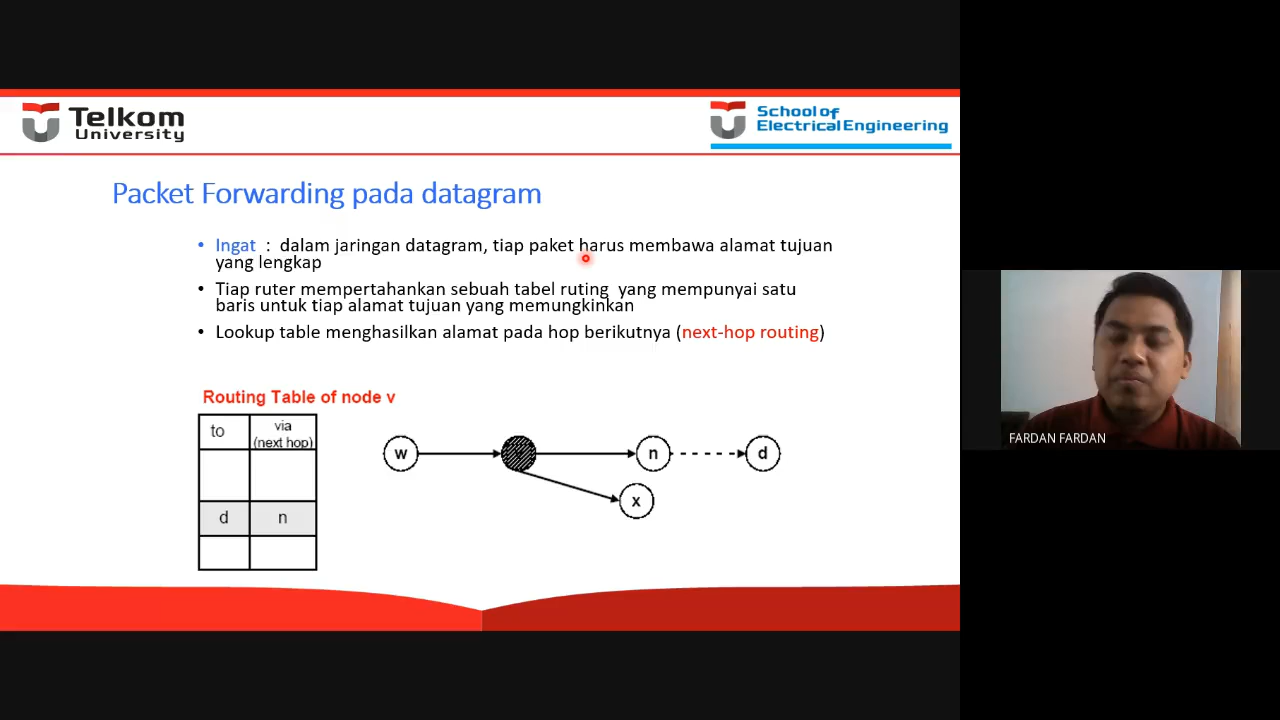 Telkom
University
School of
Electrical Engineering
Packet Forwarding pada datagram
• Ingat : dalam jaringan datagram, tiap paket harus membawa alamat tujuan
yang lengkap
• Tiap ruter mempertahankan sebuah tabel ruting yang mempunyai satu
baris untuk tiap alamat tujuan yang memungkinkan
• Lookup table menghasilkan alamat pada hop berikutnya (next-hop routing)
Routing Table of node v
to via
(next hop)
d n
w n d
x
FARDAN FARDAN